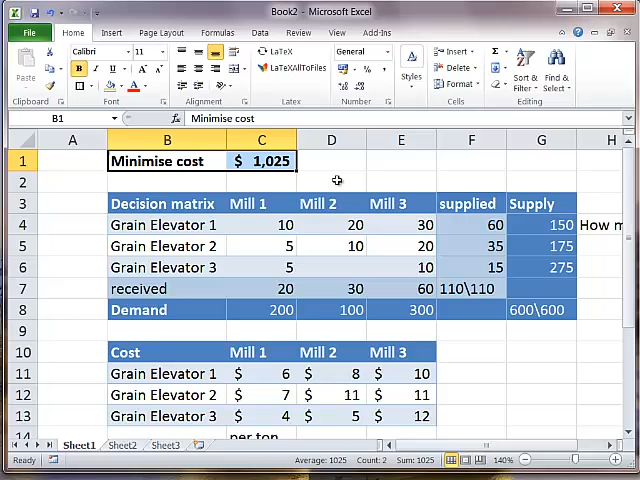 Book2 - Microsoft Excel
File Home Insert Page Layout Formulas Data Review View Add-Ins
Calibri 11 LaTeX General Insert Σ
Paste B I U A A LaTeXAllToFiles $ % , Styles Delete Sort & Filter Find & Select
Format
Clipboard Font Alignment Number Cells Editing
B1 fx Minimise cost
A B C D E F G H
1 Minimise cost $ 1,025
2
3 Decision matrix Mill 1 Mill 2 Mill 3 supplied Supply
4 Grain Elevator 1 10 20 30 60 150 How m
5 Grain Elevator 2 5 10 20 35 175
6 Grain Elevator 3 5 10 15 275
7 received 20 30 60 110\110
8 Demand 200 100 300 600\600
9
10 Cost Mill 1 Mill 2 Mill 3
11 Grain Elevator 1 $ 6 $ 8 $ 10
12 Grain Elevator 2 $ 7 $ 11 $ 11
13 Grain Elevator 3 $ 4 $ 5 $ 12
14 per ton
Sheet1 Sheet2 Sheet3
Ready Average: 1025 Count: 2 Sum: 1025 140%